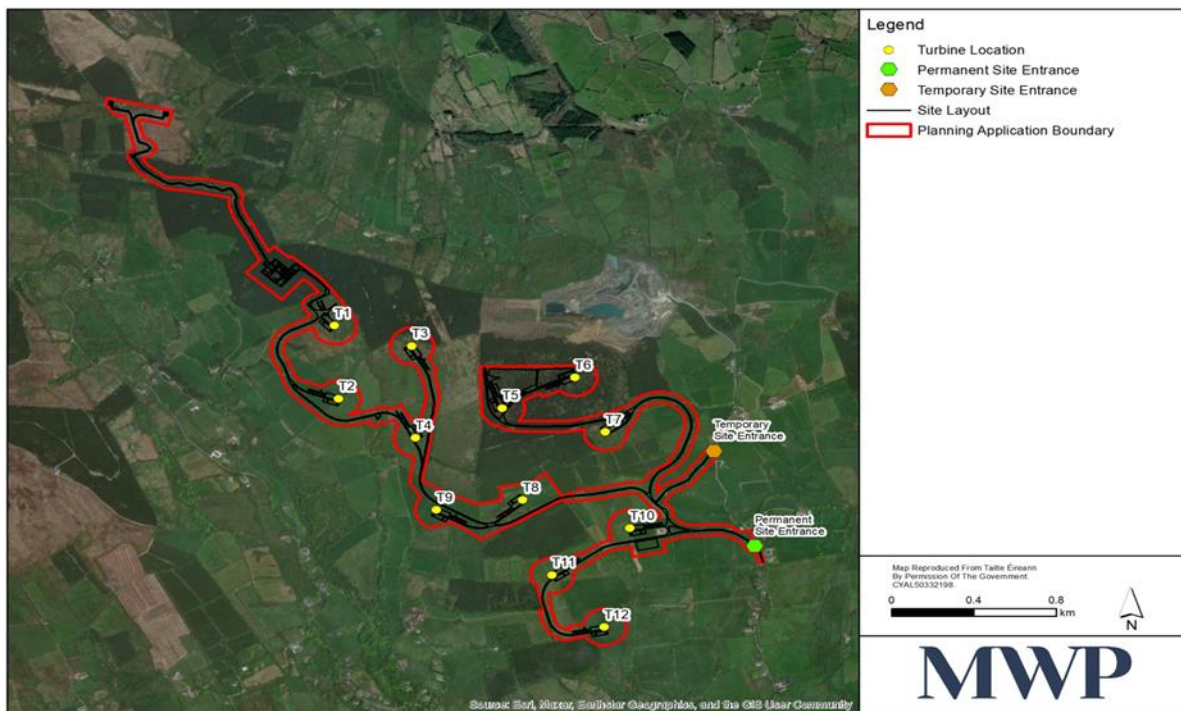 Legend
Turbine Location
Permanent Site Entrance
Temporary Site Entrance
Site Layout
Planning Application Boundary
T1
T3
T6
T2
T5
T7
T4
Temporary
Site Entrance
T8
T9
T10
Permanent
Site Entrance
T11
T12
Map Reproduced From Tailte Éireann
By Permission Of The Government.
CYAL50332198.
0 0.4 0.8
km
N
MWP
Source: Esri, Maxar, Earthstar Geographics, and the GIS User Community